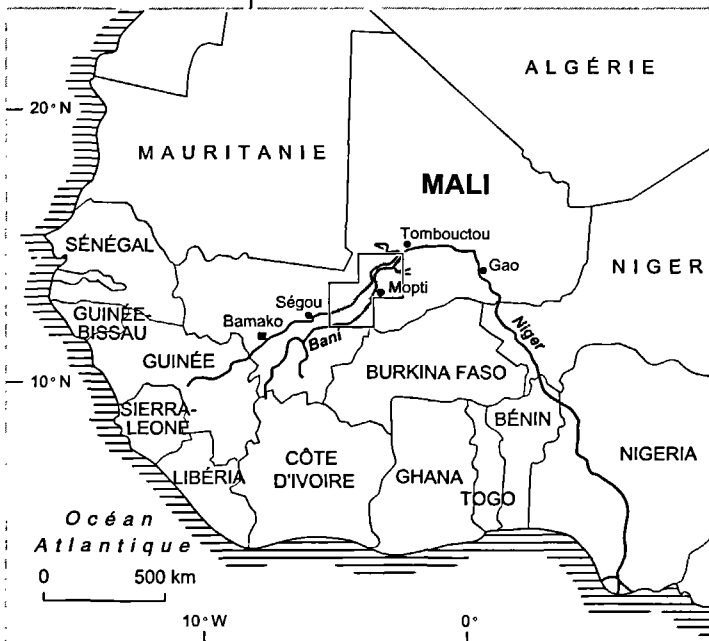 ALGÉRIE
20° N
MAURITANIE
MALI
Tombouctou
SÉNÉGAL
Gao
NIGER
Mopti
Ségou
GUINÉE-
BISSAU
Bamako
Bani
Niger
GUINÉE
BURKINA FASO
10° N
SIERRA-
LEONE
BÉNIN
CÔTE
D'IVOIRE
GHANA
NIGERIA
LIBÉRIA
TOGO
Océan
Atlantique
0 500 km
10° W
0°